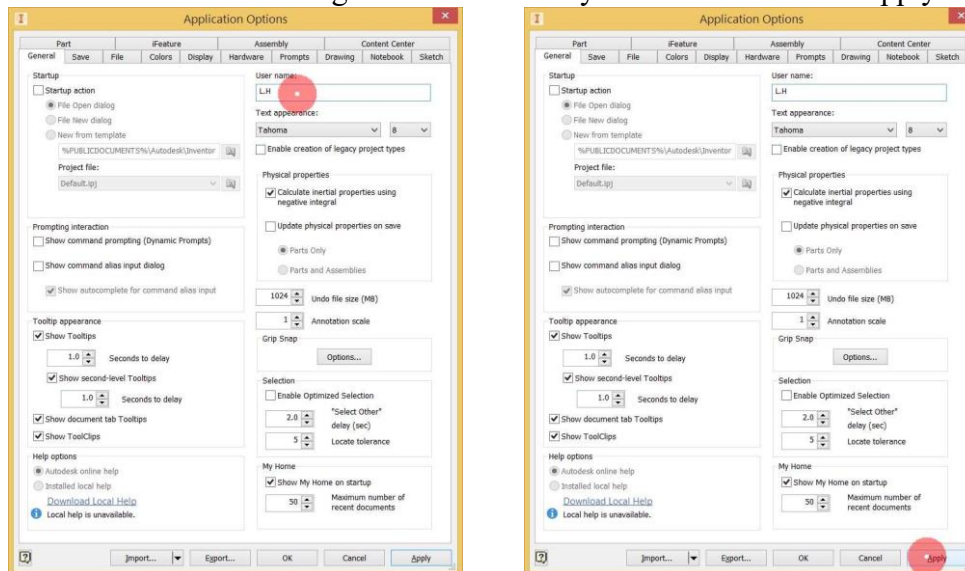 Application Options
Part iFeature Assembly Content Center
General Save File Colors Display Hardware Prompts Drawing Notebook Sketch
Startup
Startup action
File Open dialog
File New dialog
New from template
%PUBLICDOCUMENTS%\Autodesk\Inventor
Project file:
Default.ipj
Prompting interaction
Show command prompting (Dynamic Prompts)
Show command alias input dialog
Show autocomplete for command alias input
Tooltip appearance
Show Tooltips
1.0 Seconds to delay
Show second-level Tooltips
1.0 Seconds to delay
Show document tab Tooltips
Show ToolClips
Help options
Autodesk online help
Installed local help
Download Local Help
Local help is unavailable.
User name:
L.H
Text appearance:
Tahoma 8
Enable creation of legacy project types
Physical properties
Calculate inertial properties using
negative integral
Update physical properties on save
Parts Only
Parts and Assemblies
1024 Undo file size (MB)
1 Annotation scale
Grip Snap
Options...
Selection
Enable Optimized Selection
2.0 "Select Other"
delay (sec)
5 Locate tolerance
My Home
Show My Home on startup
50 Maximum number of
recent documents
Import... Export... OK Cancel Apply
Application Options
Part iFeature Assembly Content Center
General Save File Colors Display Hardware Prompts Drawing Notebook Sketch
Startup
Startup action
File Open dialog
File New dialog
New from template
%PUBLICDOCUMENTS%\Autodesk\Inventor
Project file:
Default.ipj
Prompting interaction
Show command prompting (Dynamic Prompts)
Show command alias input dialog
Show autocomplete for command alias input
Tooltip appearance
Show Tooltips
1.0 Seconds to delay
Show second-level Tooltips
1.0 Seconds to delay
Show document tab Tooltips
Show ToolClips
Help options
Autodesk online help
Installed local help
Download Local Help
Local help is unavailable.
User name:
L.H
Text appearance:
Tahoma 8
Enable creation of legacy project types
Physical properties
Calculate inertial properties using
negative integral
Update physical properties on save
Parts Only
Parts and Assemblies
1024 Undo file size (MB)
1 Annotation scale
Grip Snap
Options...
Selection
Enable Optimized Selection
2.0 "Select Other"
delay (sec)
5 Locate tolerance
My Home
Show My Home on startup
50 Maximum number of
recent documents
Import... Export... OK Cancel Apply